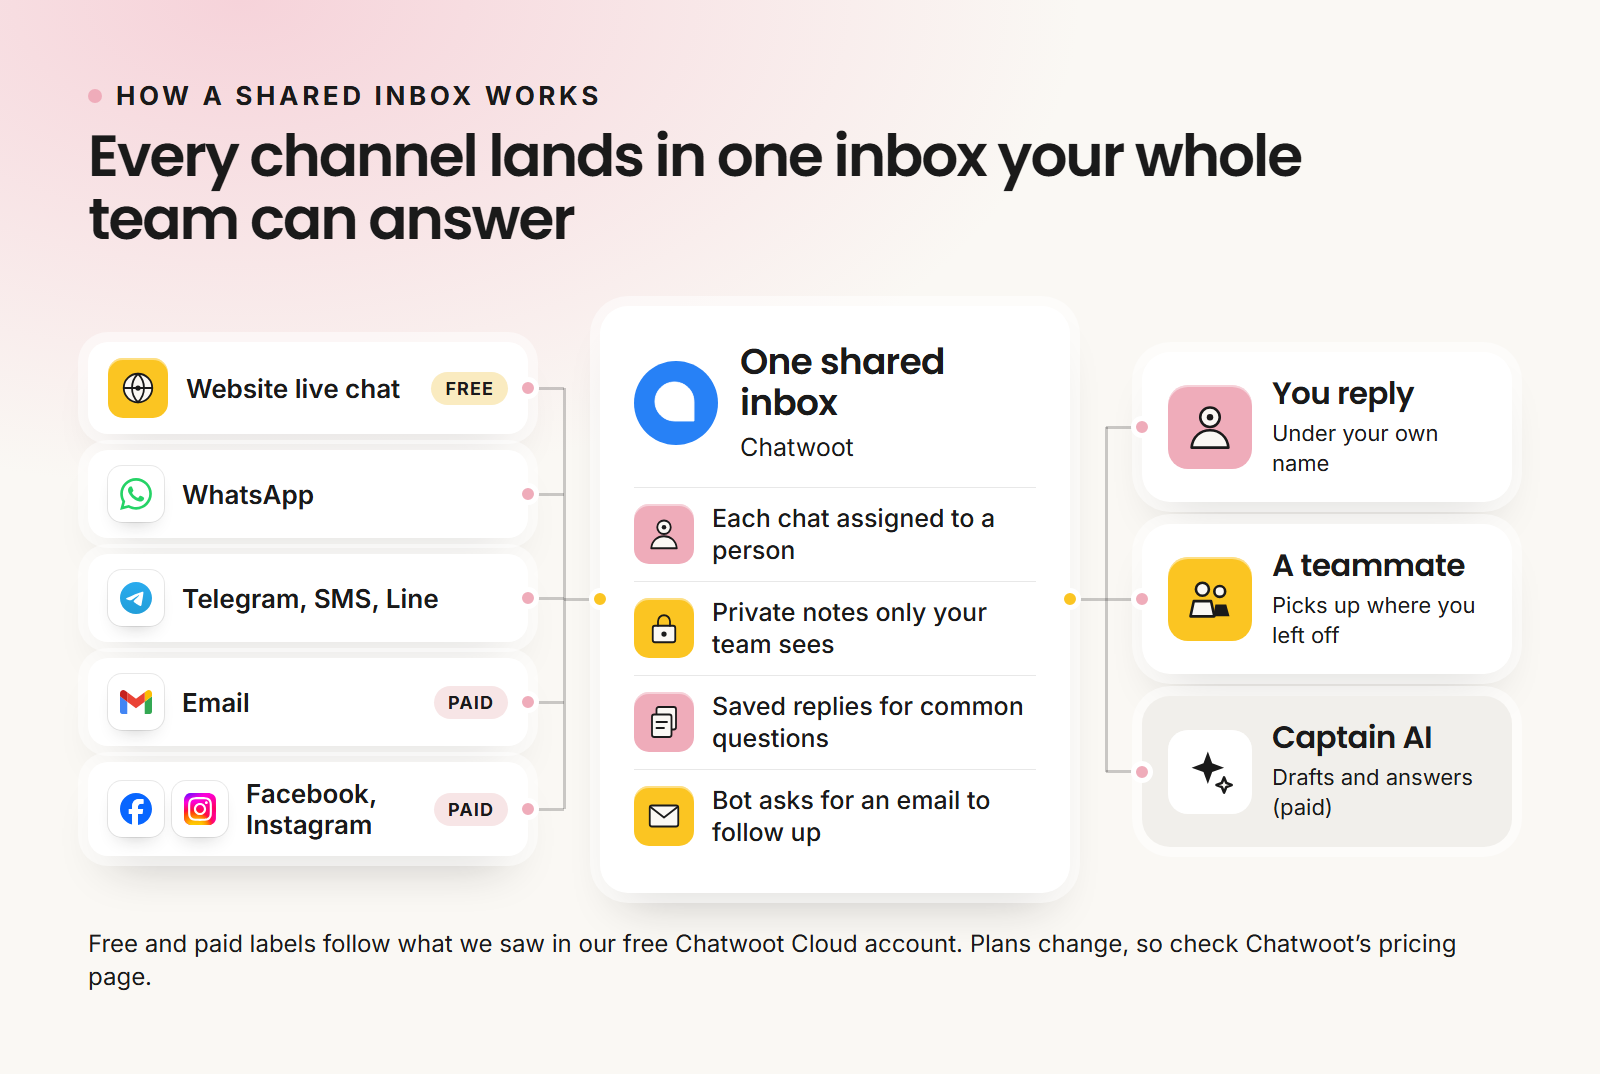 HOW A SHARED INBOX WORKS
Every channel lands in one inbox your whole
team can answer
Website live chat
FREE
WhatsApp
Telegram, SMS, Line
Email
PAID
Facebook,
Instagram
PAID
One shared
inbox
Chatwoot
Each chat assigned to a
person
Private notes only your
team sees
Saved replies for common
questions
Bot asks for an email to
follow up
You reply
Under your own
name
A teammate
Picks up where you
left off
Captain AI
Drafts and answers
(paid)
Free and paid labels follow what we saw in our free Chatwoot Cloud account. Plans change, so check Chatwoot’s pricing
page.